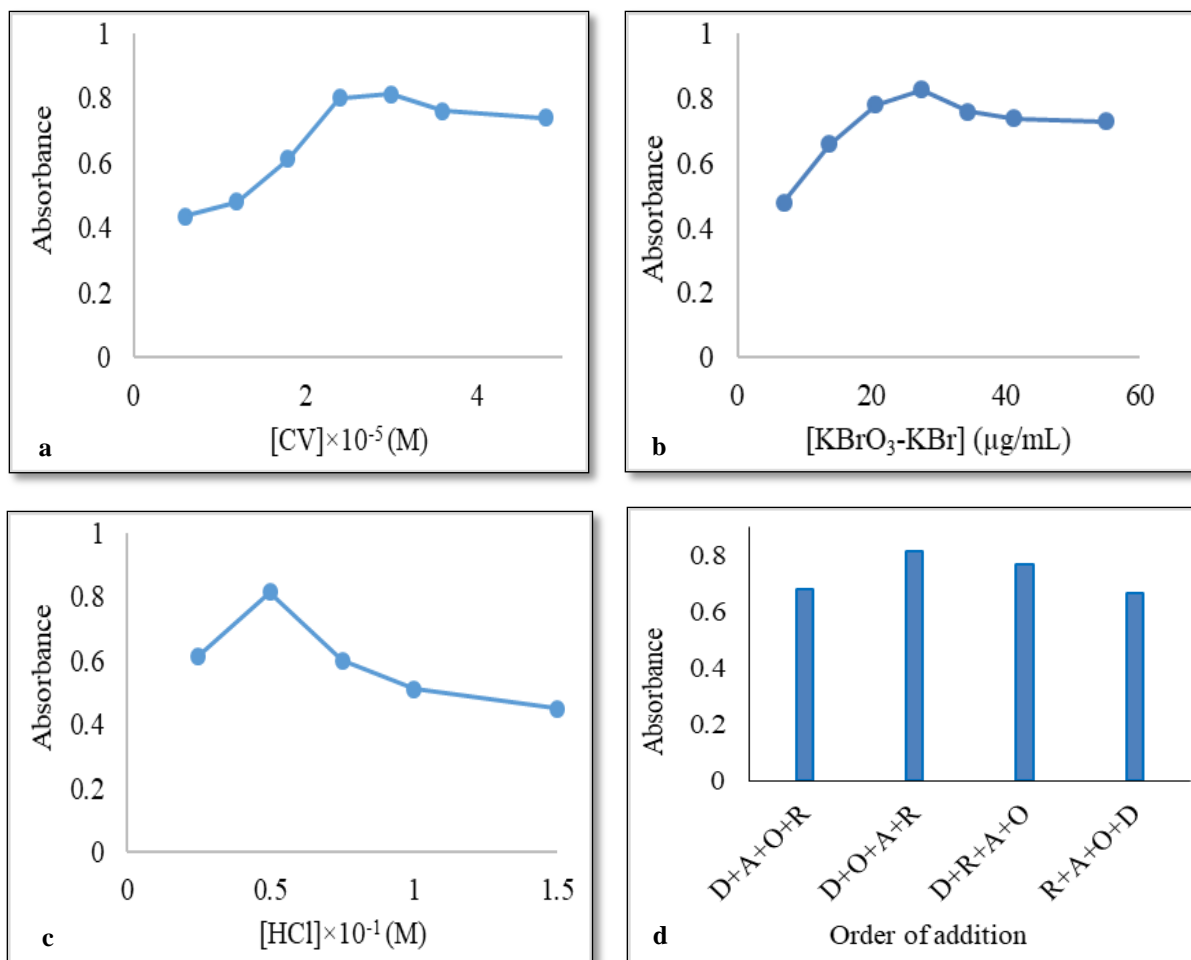 1
0.8
0.6
0.4
0.2
0
Absorbance
0 2 4
[CV]×10⁻⁵ (M)
a
1
0.8
0.6
0.4
0.2
0
Absorbance
0 20 40 60
[KBrO₃-KBr] (µg/mL)
b
1
0.8
0.6
0.4
0.2
0
Absorbance
0 0.5 1 1.5
[HCl]×10⁻¹ (M)
c
0.8
0.6
0.4
0.2
0
Absorbance
D+A+O+R
D+O+A+R
D+R+A+O
R+A+O+D
Order of addition
d